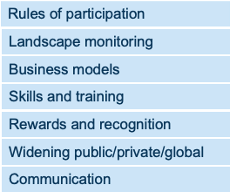 Rules of participation
Landscape monitoring
Business models
Skills and training
Rewards and recognition
Widening public/private/global
Communication